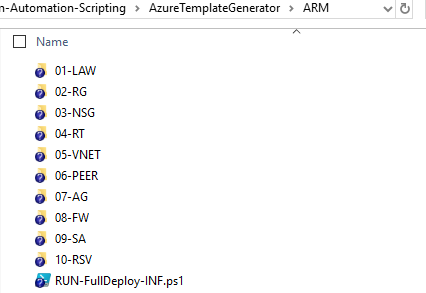 n-Automation-Scripting > AzureTemplateGenerator > ARM
Name
01-LAW
02-RG
03-NSG
04-RT
05-VNET
06-PEER
07-AG
08-FW
09-SA
10-RSV
RUN-FullDeploy-INF.ps1